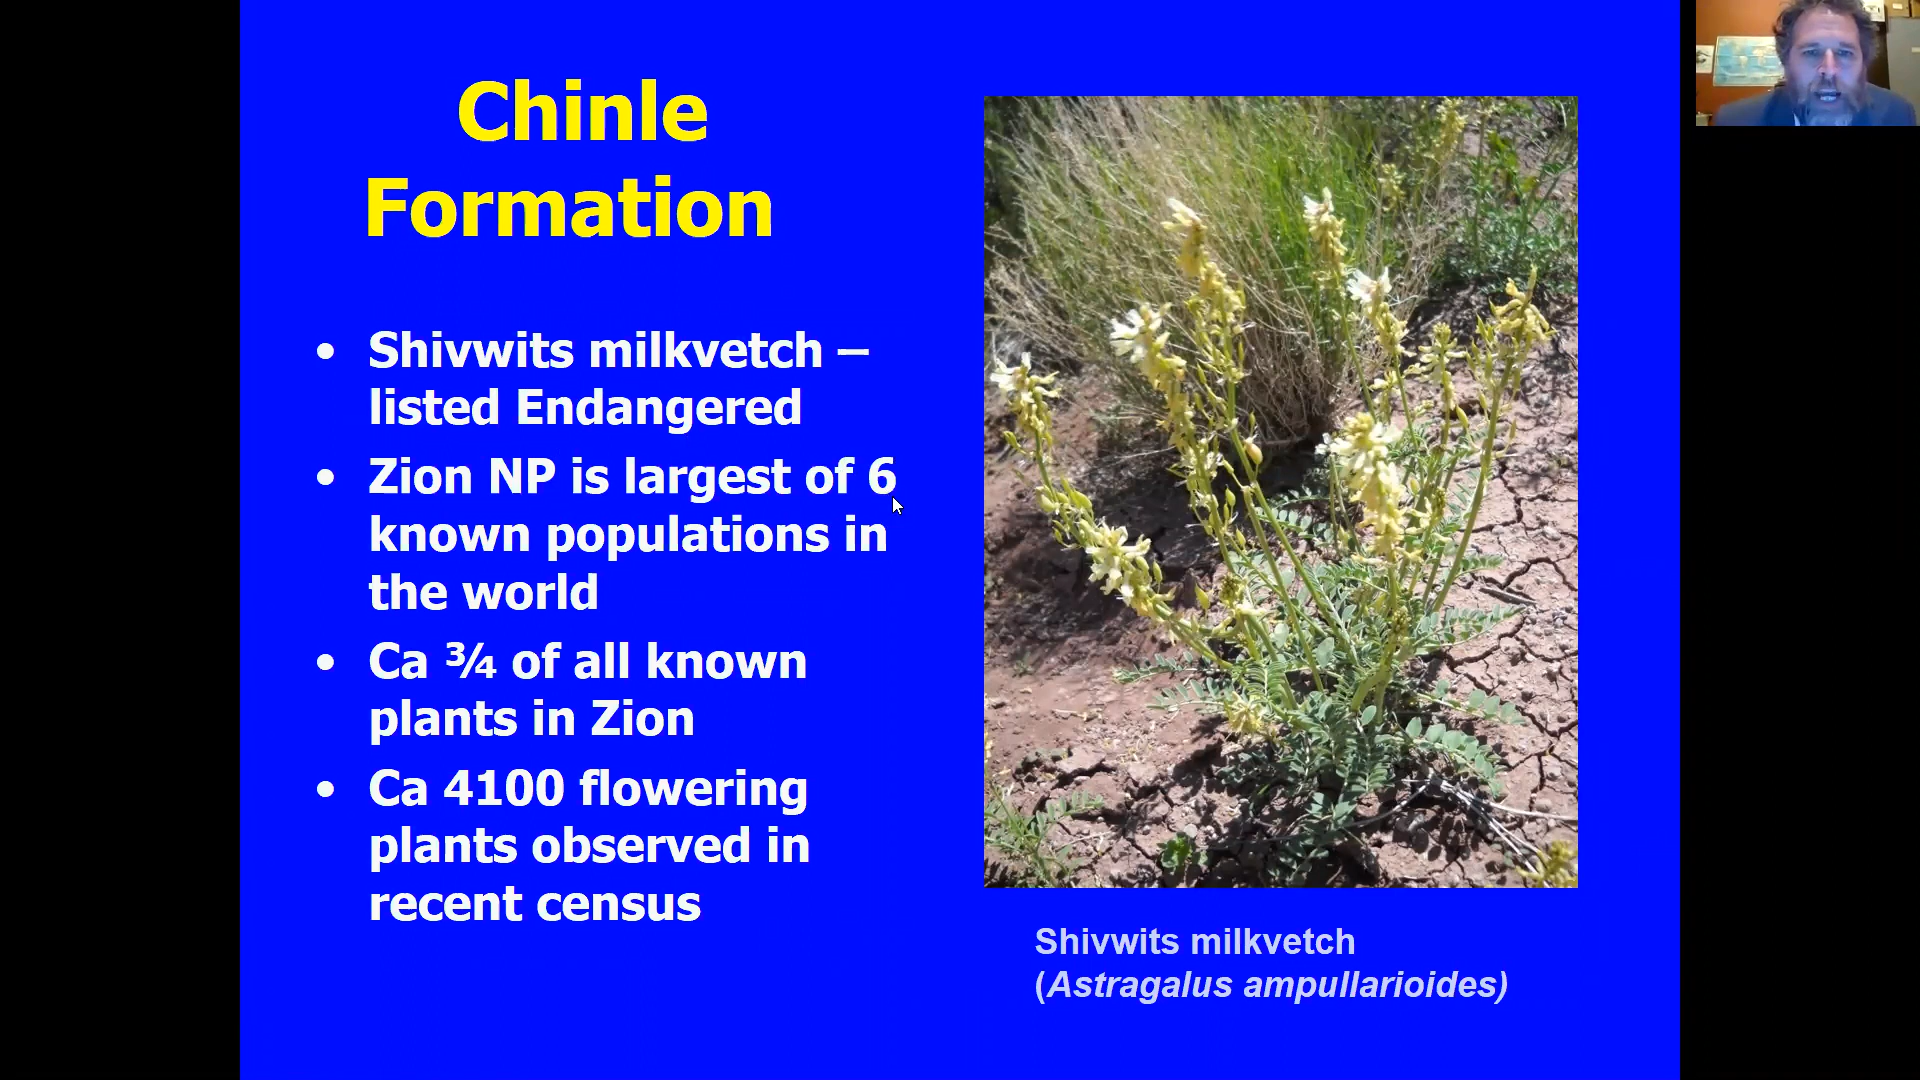 Chinle
Formation
• Shivwits milkvetch –
listed Endangered
• Zion NP is largest of 6
known populations in
the world
• Ca ¾ of all known
plants in Zion
• Ca 4100 flowering
plants observed in
recent census
Shivwits milkvetch
(Astragalus ampullarioides)